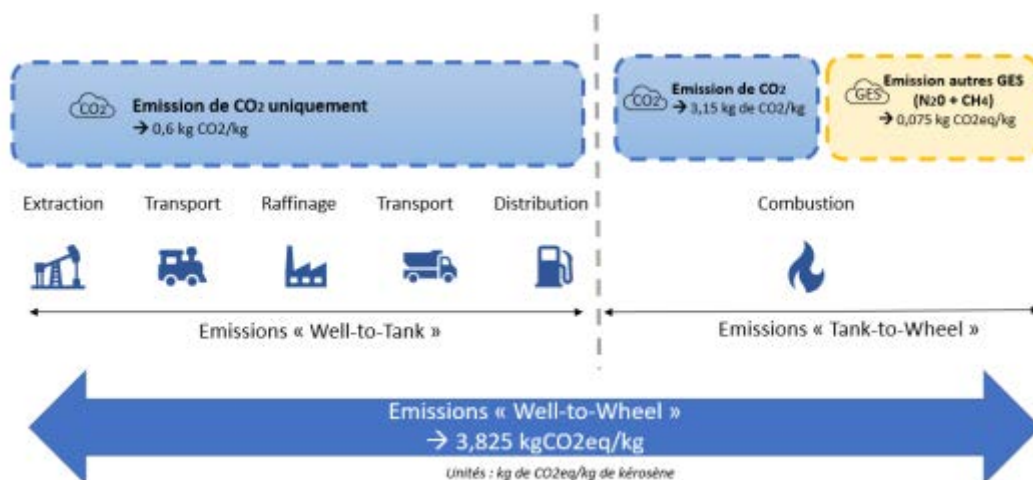 CO2
Emission de CO2 uniquement
→ 0,6 kg CO2/kg
CO2
Emission de CO2
→ 3,15 kg de CO2/kg
GES
Emission autres GES
(N20 + CH4)
→ 0,075 kg CO2eq/kg
Extraction Transport Raffinage Transport Distribution Combustion
Emissions « Well-to-Tank » Emissions « Tank-to-Wheel »
Emissions « Well-to-Wheel »
→ 3,825 kgCO2eq/kg
Unités : kg de CO2eq/kg de kérosène